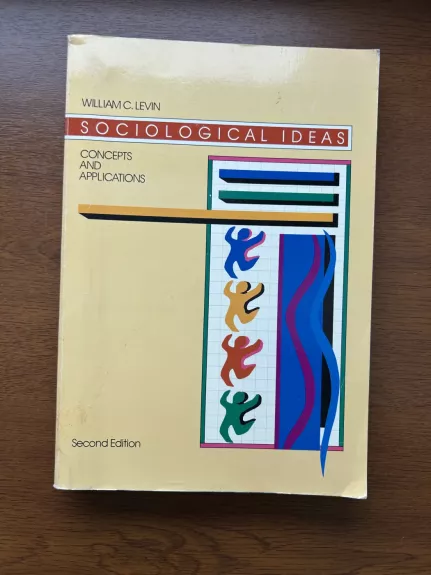 WILLIAM C. LEVIN
SOCIOLOGICAL IDEAS
CONCEPTS
AND
APPLICATIONS
Second Edition